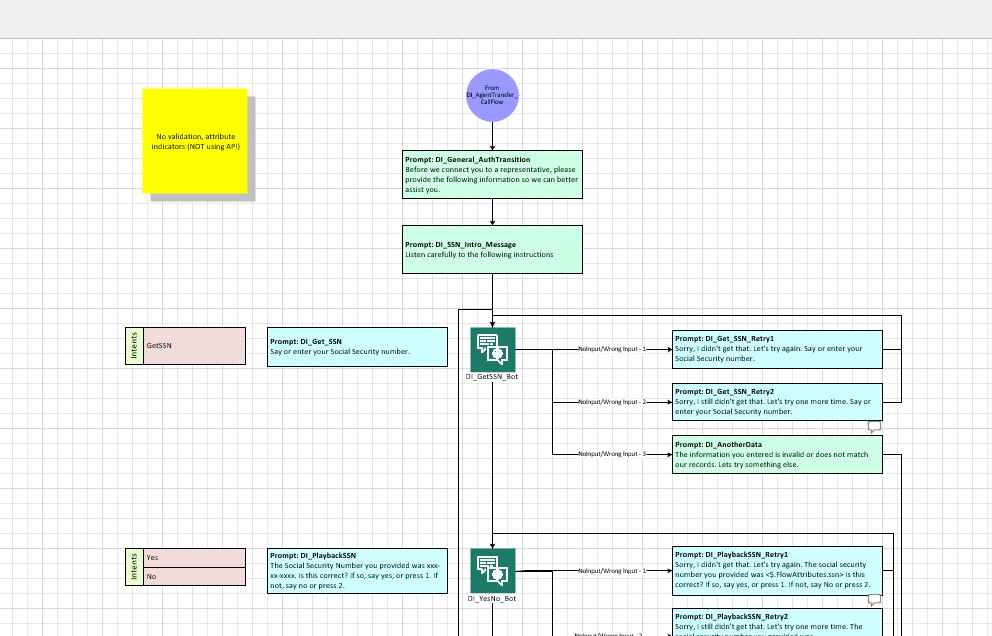 From
DI_AgentTransfer_
CallFlow
No validation, attribute
indicators (NOT using API)
Prompt: DI_General_AuthTransition
Before we connect you to a representative, please
provide the following information so we can better
assist you.
Prompt: DI_SSN_Intro_Message
Listen carefully to the following instructions
Intents
GetSSN
Prompt: DI_Get_SSN
Say or enter your Social Security number.
DI_GetSSN_Bot
NoInput/Wrong Input - 1
Prompt: DI_Get_SSN_Retry1
Sorry, I didn't get that. Let's try again. Say or enter your
Social Security number.
NoInput/Wrong Input - 2
Prompt: DI_Get_SSN_Retry2
Sorry, I still didn't get that. Let's try one more time. Say or
enter your Social Security number.
NoInput/Wrong Input - 3
Prompt: DI_AnotherData
The information you entered is invalid or does not match
our records. Lets try something else.
Intents
Yes
No
Prompt: DI_PlaybackSSN
The Social Security Number you provided was xxx-
xx-xxxx. Is this correct? If so, say yes, or press 1. If
not, say no or press 2.
DI_YesNo_Bot
NoInput/Wrong Input - 1
Prompt: DI_PlaybackSSN_Retry1
Sorry, I didn't get that. Let's try again. The social security
number you provided was <$.FlowAttributes.ssn> Is this
correct? If so, say yes, or press 1. If not, say No or press 2.
Prompt: DI_PlaybackSSN_Retry2
Sorry, I still didn't get that. Let's try one more time. The